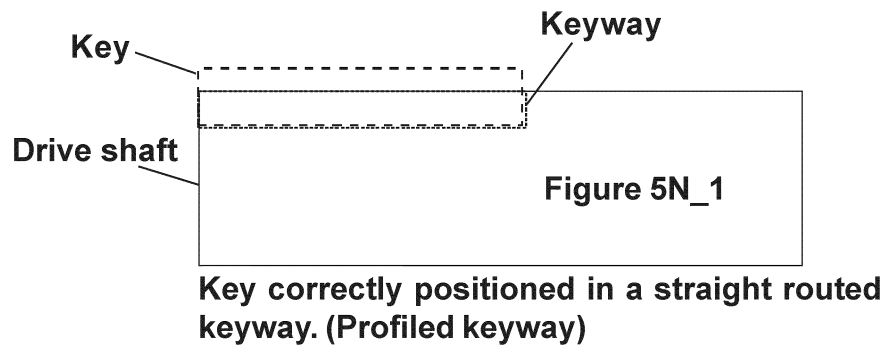 Keyway
Key
Drive shaft
Figure 5N_1
Key correctly positioned in a straight routed
keyway. (Profiled keyway)